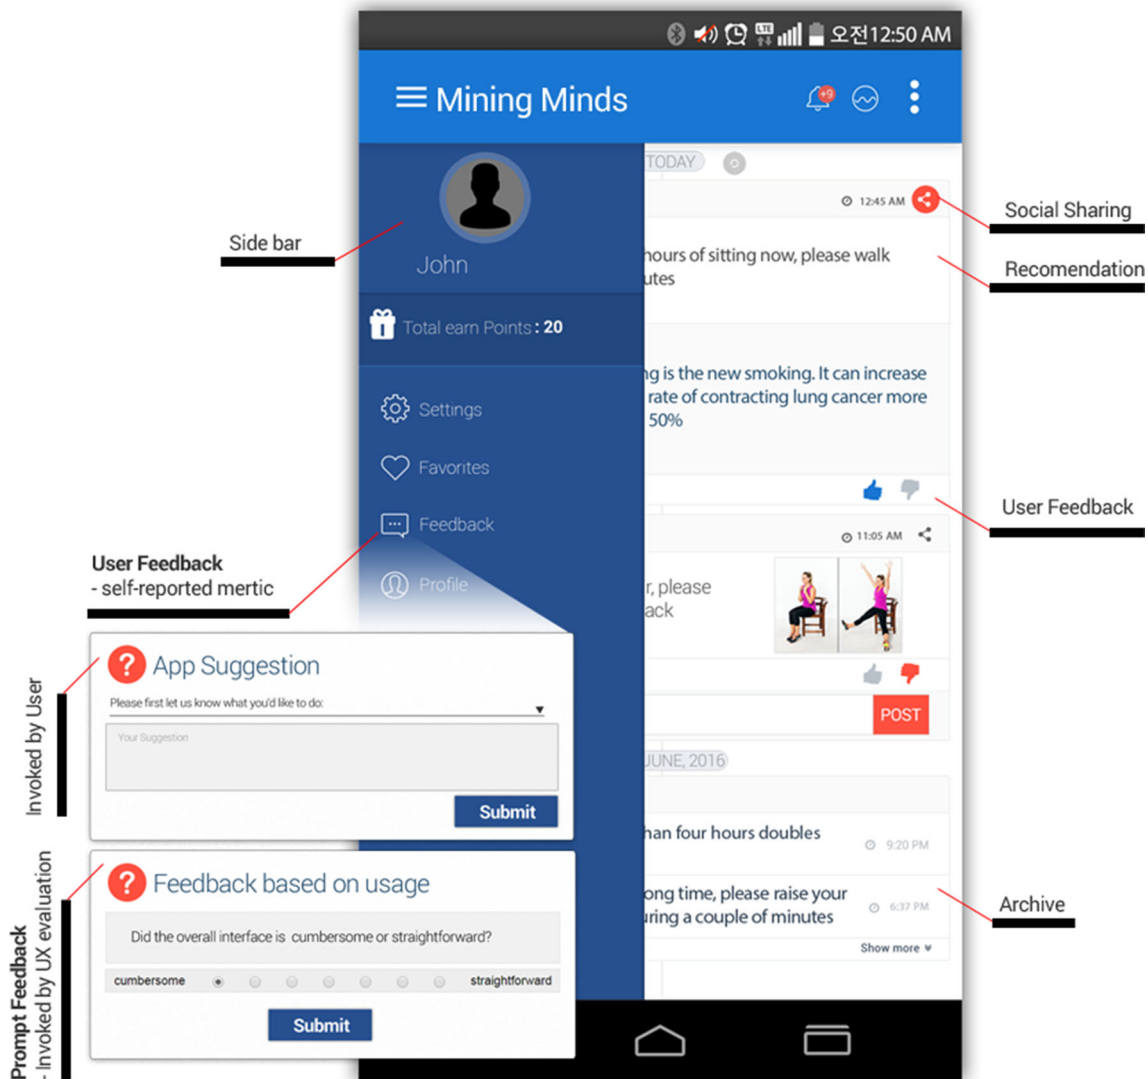 오전12:50 AM
Mining Minds
+9
TODAY
12:45 AM
Social Sharing
Side bar
John
hours of sitting now, please walk
utes
Recomendation
Total earn Points : 20
ng is the new smoking. It can increase
rate of contracting lung cancer more
50%
Settings
Favorites
User Feedback
Feedback
11:05 AM
User Feedback
- self-reported mertic
Profile
r, please
ack
App Suggestion
Please first let us know what you'd like to do:
Your Suggestion
Submit
POST
Invoked by User
JUNE, 2016
han four hours doubles
9:20 PM
Feedback based on usage
Did the overall interface is cumbersome or straightforward?
cumbersome
straightforward
Submit
ong time, please raise your
uring a couple of minutes
6:37 PM
Archive
Show more
Prompt Feedback
- Invoked by UX evaluation
LTE